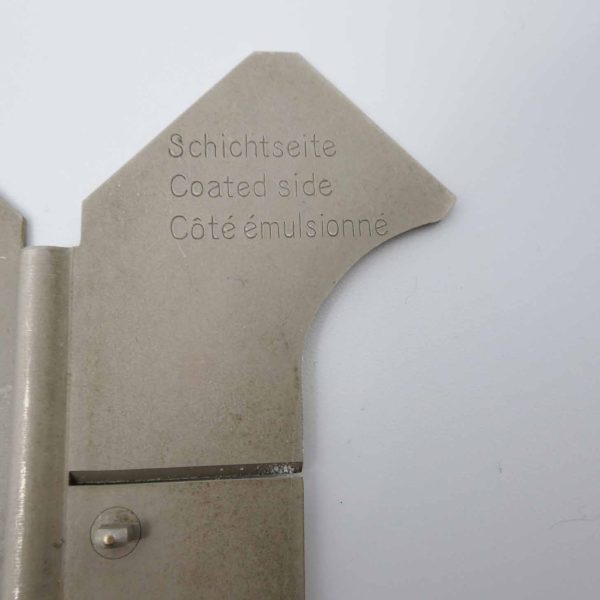 Schichtseite
Coated side
Côté émulsionné